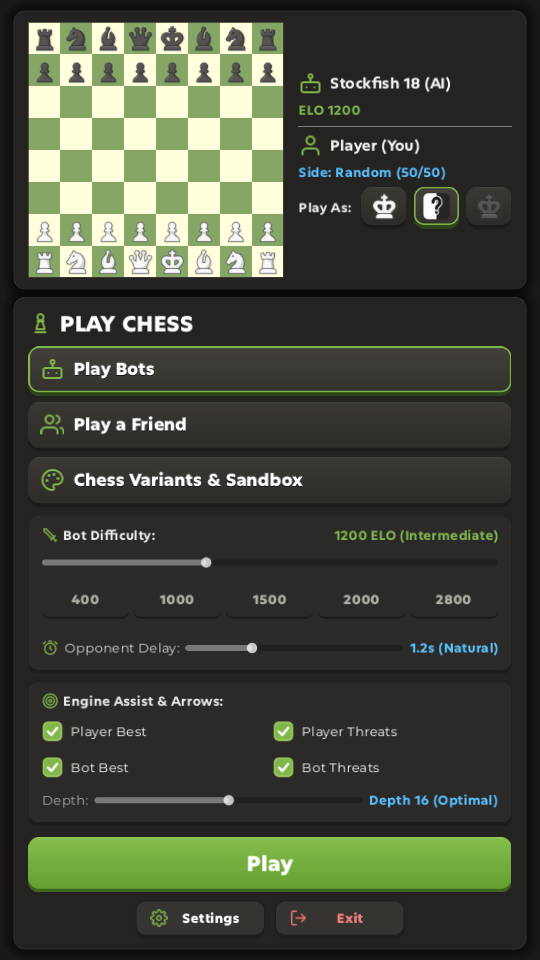 Stockfish 18 (AI)
ELO 1200
Player (You)
Side: Random (50/50)
Play As:
?
PLAY CHESS
Play Bots
Play a Friend
Chess Variants & Sandbox
Bot Difficulty: 1200 ELO (Intermediate)
400 1000 1500 2000 2800
Opponent Delay: 1.2s (Natural)
Engine Assist & Arrows:
Player Best Player Threats
Bot Best Bot Threats
Depth: Depth 16 (Optimal)
Play
Settings Exit